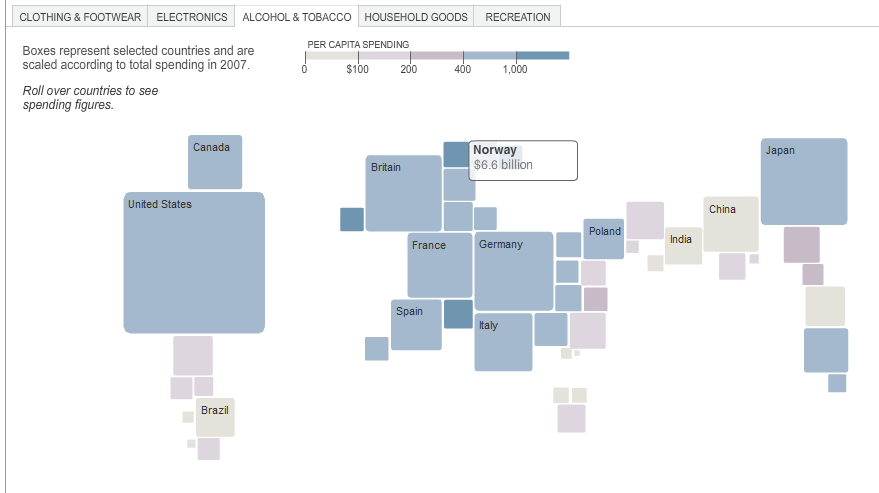 CLOTHING & FOOTWEAR
ELECTRONICS
ALCOHOL & TOBACCO
HOUSEHOLD GOODS
RECREATION
Boxes represent selected countries and are
scaled according to total spending in 2007.
Roll over countries to see
spending figures.
PER CAPITA SPENDING
0 $100 200 400 1,000
Canada
United States
Brazil
Britain
Norway
$6.6 billion
France
Germany
Spain
Italy
Poland
India
China
Japan